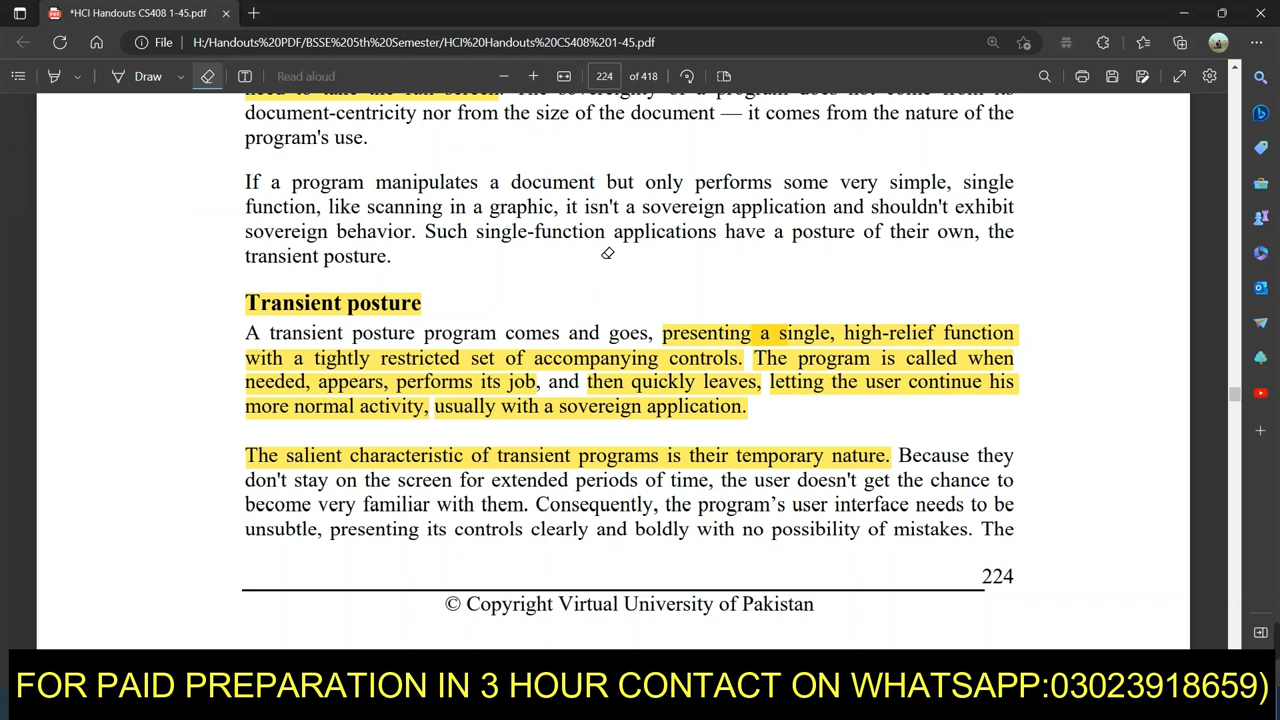 *HCI Handouts CS408 1-45.pdf
File H:/Handouts%20PDF/BSSE%205th%20Semester/HCI%20Handouts%20CS408%201-45.pdf
Draw Read aloud 224 of 418
document-centricity nor from the size of the document — it comes from the nature of the
program's use.
If a program manipulates a document but only performs some very simple, single
function, like scanning in a graphic, it isn't a sovereign application and shouldn't exhibit
sovereign behavior. Such single-function applications have a posture of their own, the
transient posture.
Transient posture
A transient posture program comes and goes, presenting a single, high-relief function
with a tightly restricted set of accompanying controls. The program is called when
needed, appears, performs its job, and then quickly leaves, letting the user continue his
more normal activity, usually with a sovereign application.
The salient characteristic of transient programs is their temporary nature. Because they
don't stay on the screen for extended periods of time, the user doesn't get the chance to
become very familiar with them. Consequently, the program's user interface needs to be
unsubtle, presenting its controls clearly and boldly with no possibility of mistakes. The
224
© Copyright Virtual University of Pakistan
FOR PAID PREPARATION IN 3 HOUR CONTACT ON WHATSAPP:03023918659)